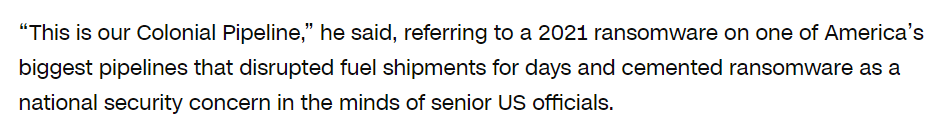 “This is our Colonial Pipeline,” he said, referring to a 2021 ransomware on one of America’s
biggest pipelines that disrupted fuel shipments for days and cemented ransomware as a
national security concern in the minds of senior US officials.